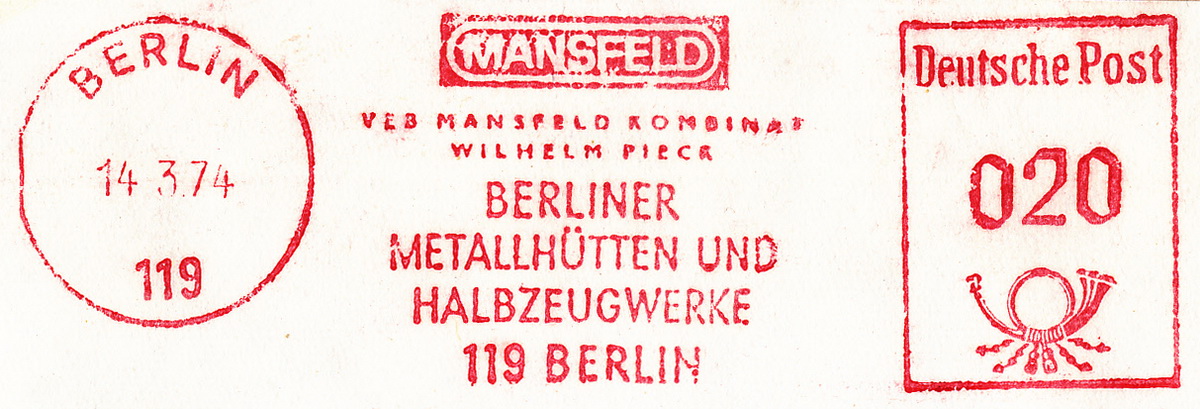 BERLIN
14 3.74
119
MANSFELD
VEB MANSFELD KOMBINAT
WILHELM PIECK
BERLINER
METALLHÜTTEN UND
HALBZEUGWERKE
119 BERLIN
Deutsche Post
020